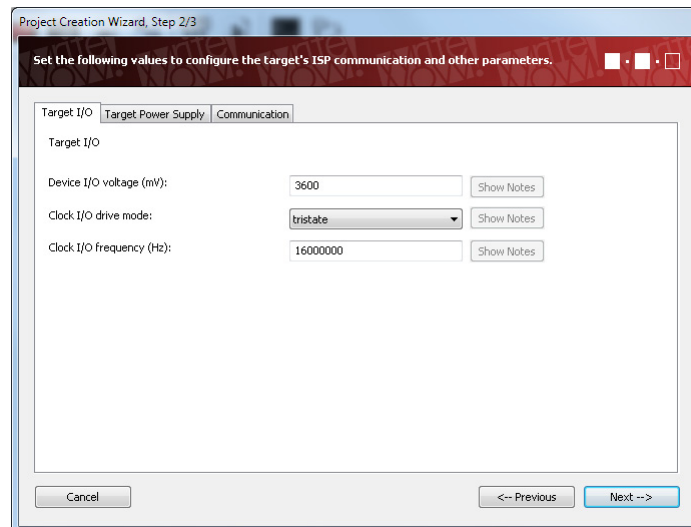 Project Creation Wizard, Step 2/3
Set the following values to configure the target's ISP communication and other parameters.
Target I/O Target Power Supply Communication
Target I/O
Device I/O voltage (mV): 3600 Show Notes
Clock I/O drive mode: tristate Show Notes
Clock I/O frequency (Hz): 16000000 Show Notes
Cancel <-- Previous Next -->